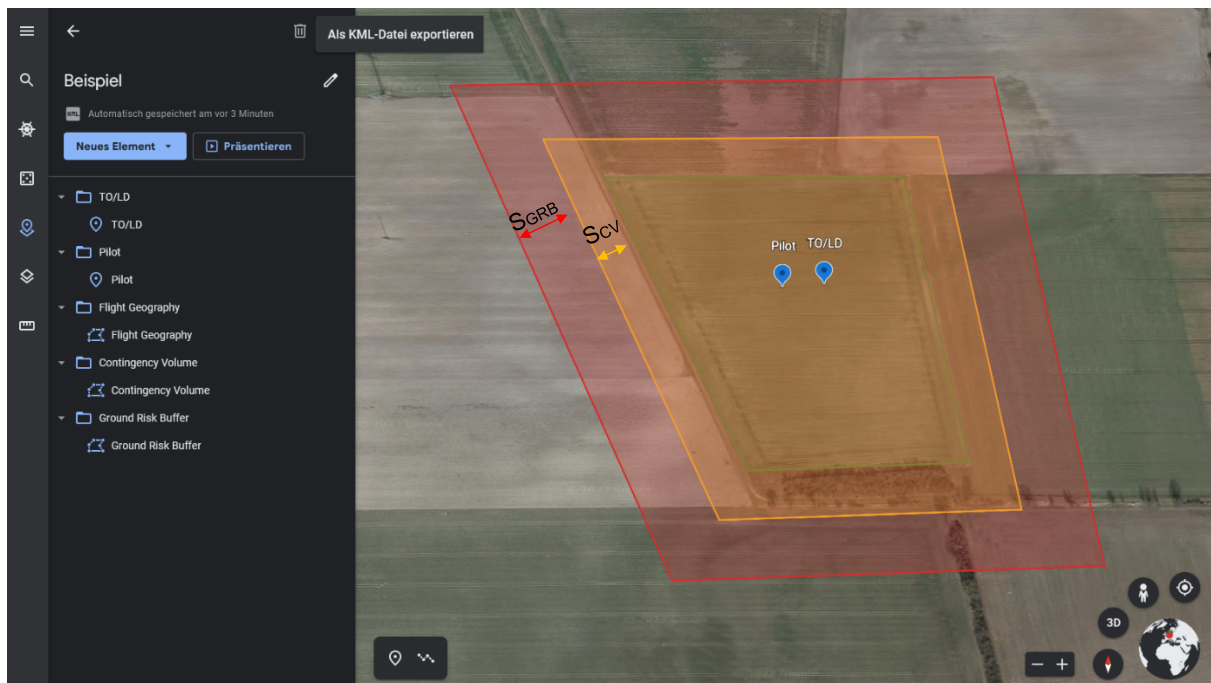 Als KML-Datei exportieren
Beispiel
KML
Automatisch gespeichert am vor 3 Minuten
Neues Element
Präsentieren
TO/LD
TO/LD
Pilot
Pilot
Flight Geography
Flight Geography
Contingency Volume
Contingency Volume
Ground Risk Buffer
Ground Risk Buffer
SGRB
SCV
Pilot
TO/LD
3D